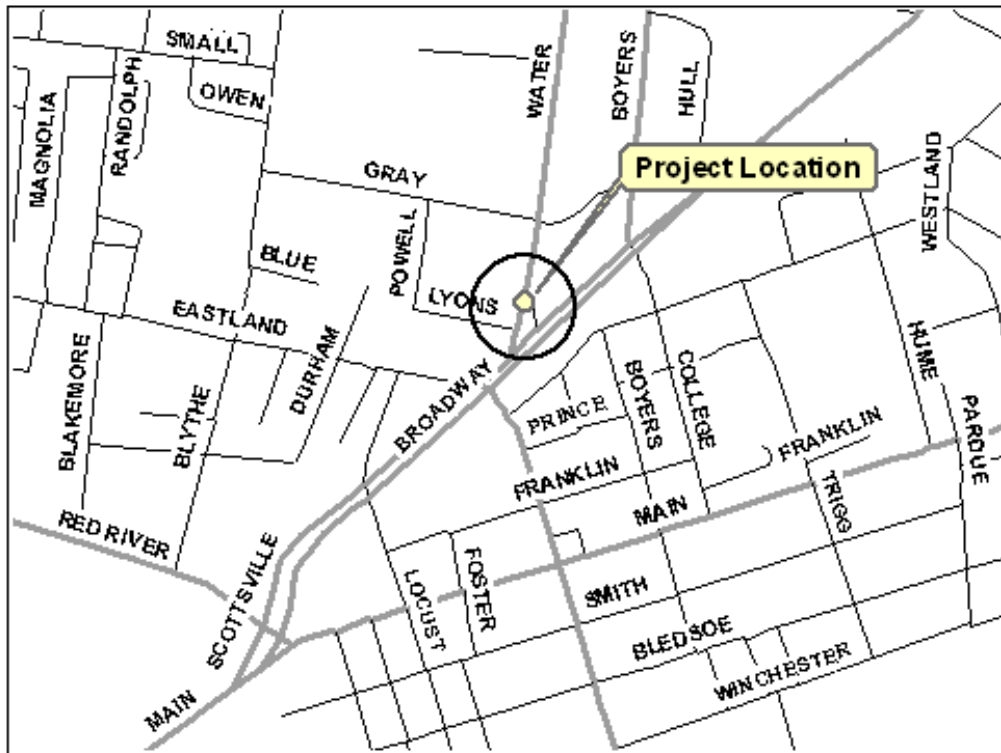 SMALL
OWEN
RANDOLPH
MAGNOLIA
WATER
BOYERS
HULL
Project Location
GRAY
POWELL
WESTLAND
BLUE
LYONS
EASTLAND
DURHAM
HUME
BROADWAY
BLAKEMORE
BLYTHE
PRINCE
BOYERS
COLLEGE
FRANKLIN
PARDUE
FRANKLIN
MAIN
TRIGG
RED RIVER
SCOTTSVILLE
LOCUST
FOSTER
SMITH
BLEDSOE
WINCHESTER
MAIN